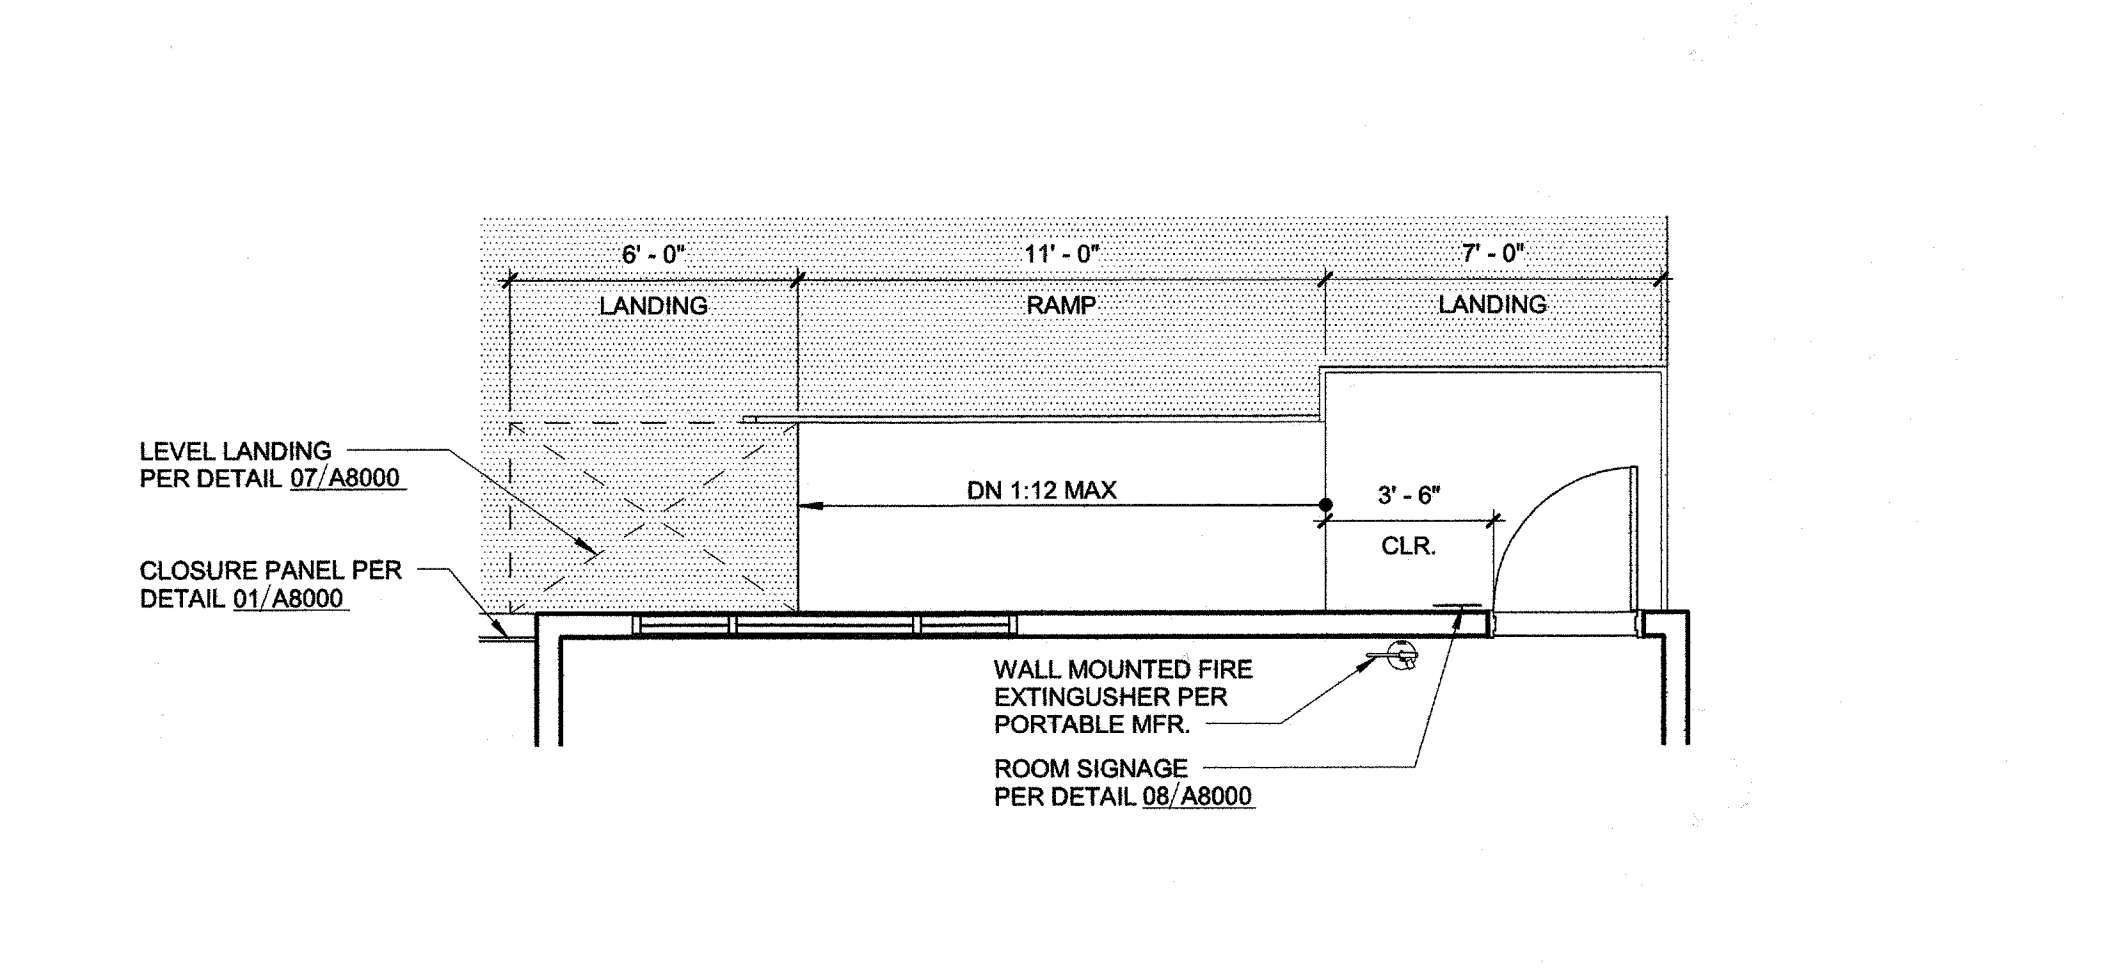 6' - 0"
11' - 0"
7' - 0"
LANDING
RAMP
LANDING
LEVEL LANDING
PER DETAIL 07/A8000
DN 1:12 MAX
3' - 6"
CLR.
CLOSURE PANEL PER
DETAIL 01/A8000
WALL MOUNTED FIRE
EXTINGUSHER PER
PORTABLE MFR.
ROOM SIGNAGE
PER DETAIL 08/A8000